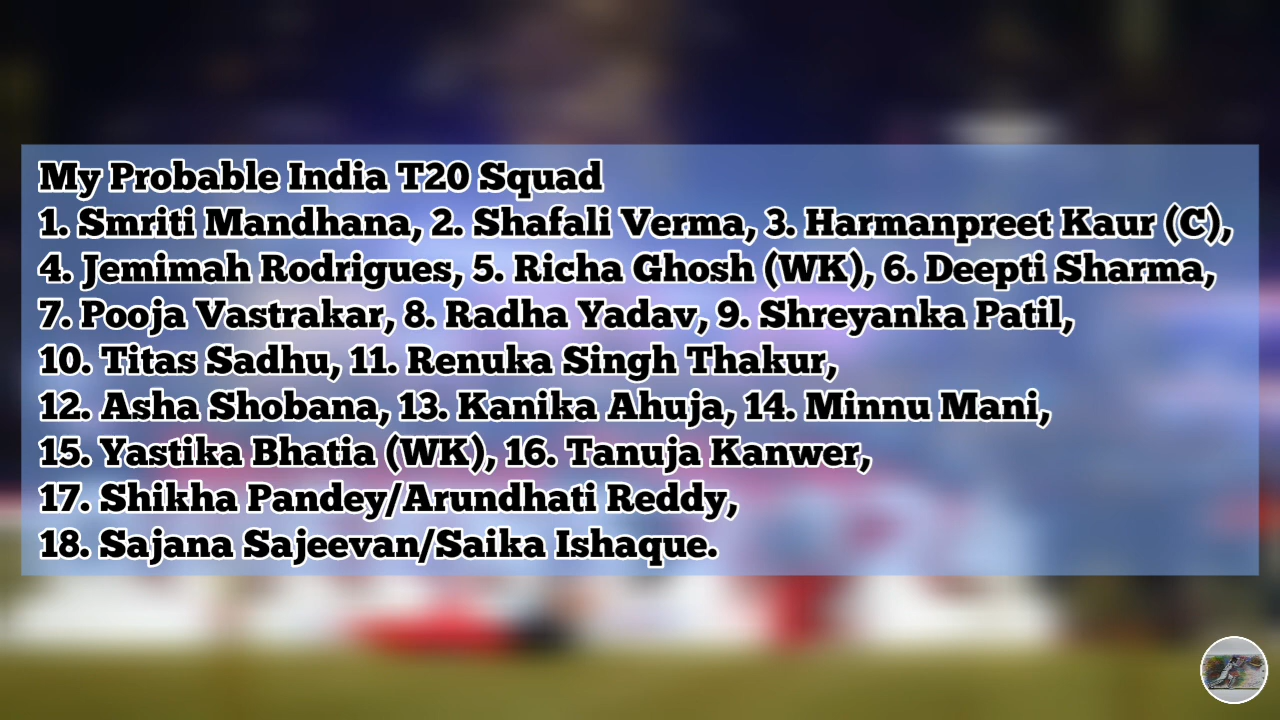 My Probable India T20 Squad
1. Smriti Mandhana, 2. Shafali Verma, 3. Harmanpreet Kaur (C),
4. Jemimah Rodrigues, 5. Richa Ghosh (WK), 6. Deepti Sharma,
7. Pooja Vastrakar, 8. Radha Yadav, 9. Shreyanka Patil,
10. Titas Sadhu, 11. Renuka Singh Thakur,
12. Asha Shobana, 13. Kanika Ahuja, 14. Minnu Mani,
15. Yastika Bhatia (WK), 16. Tanuja Kanwer,
17. Shikha Pandey/Arundhati Reddy,
18. Sajana Sajeevan/Saika Ishaque.